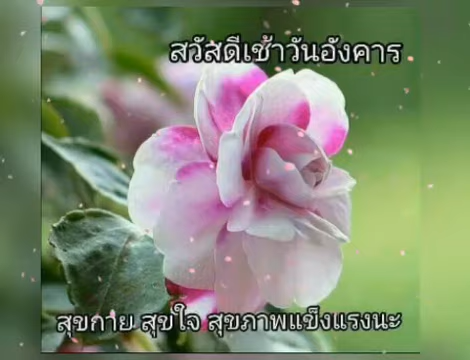 สวัสดีเช้าวันอังคาร
สุขกาย สุขใจ สุขภาพแข็งแรงนะ